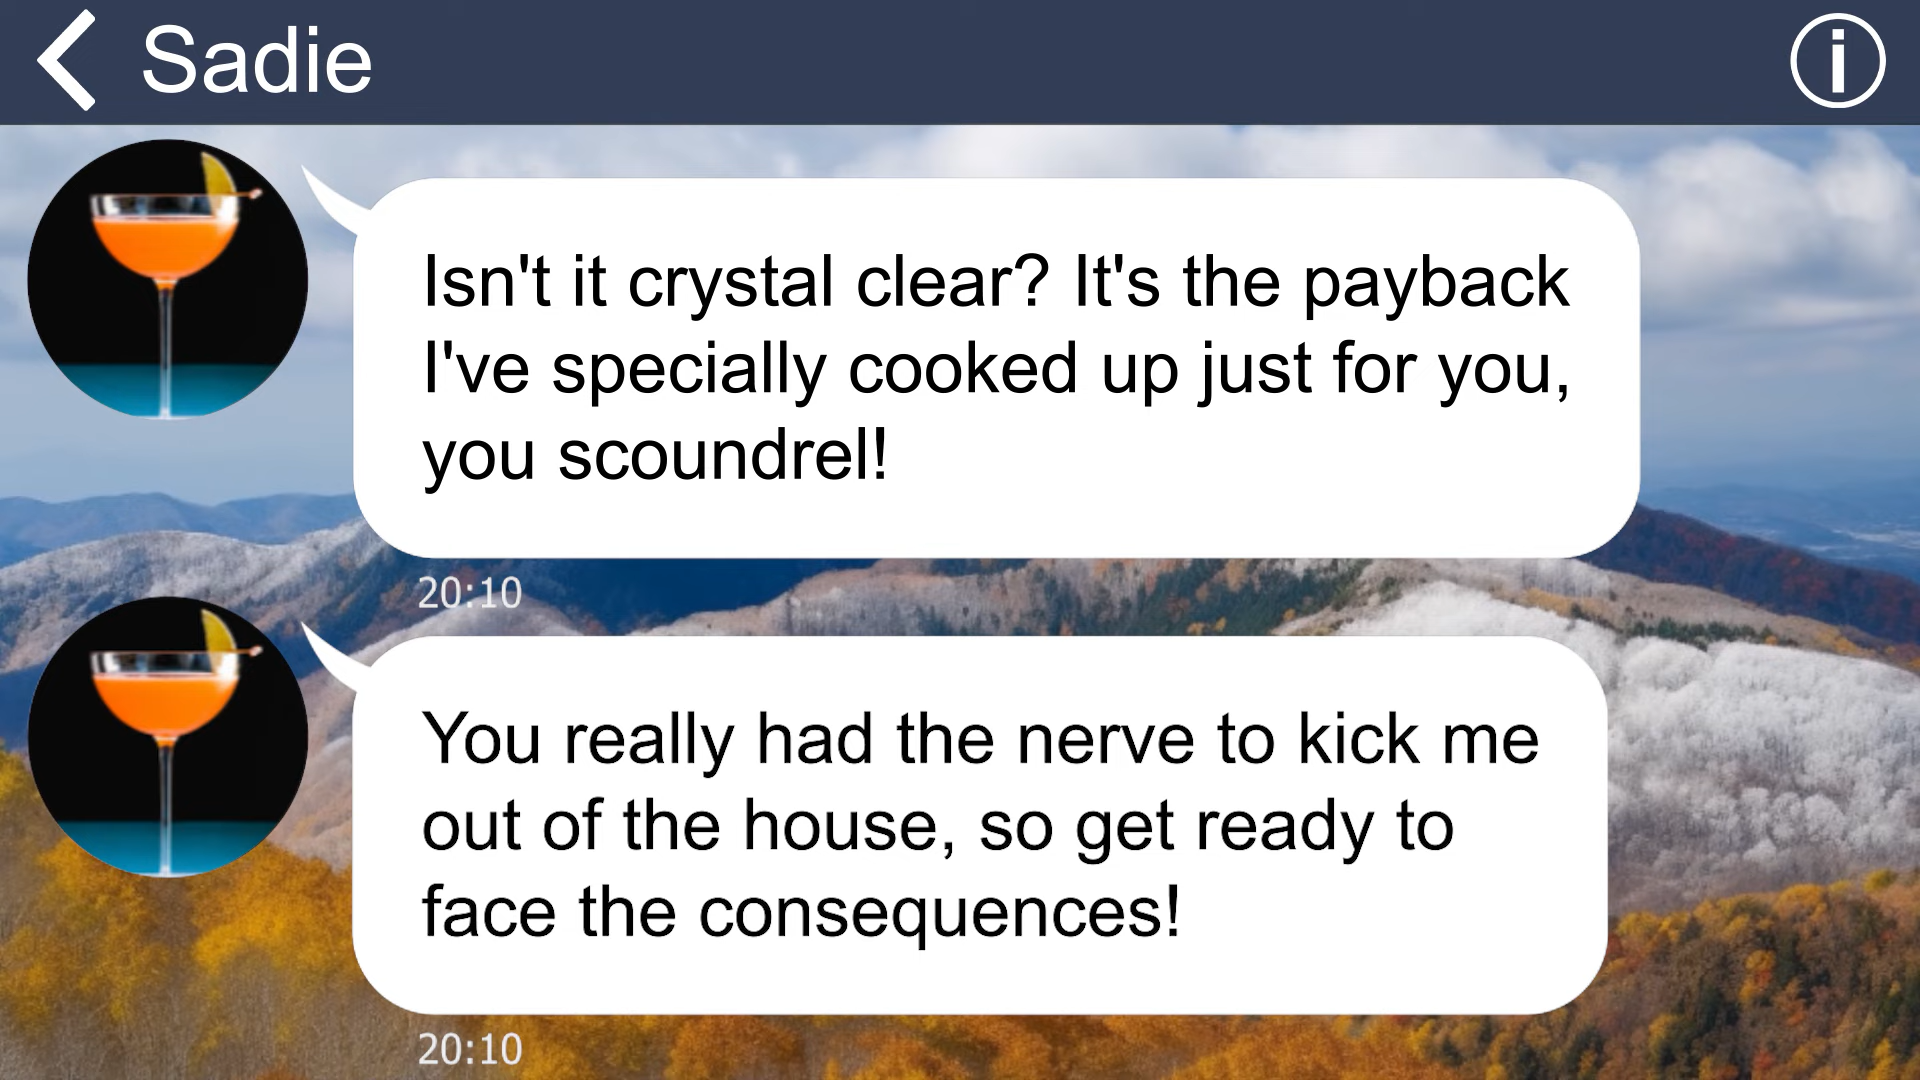 Sadie
Isn't it crystal clear? It's the payback
I've specially cooked up just for you,
you scoundrel!
20:10
You really had the nerve to kick me
out of the house, so get ready to
face the consequences!
20:10